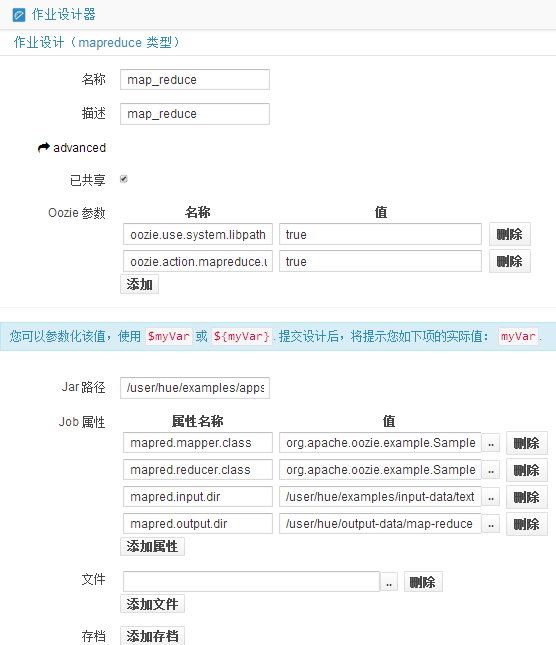 作业设计器
作业设计（mapreduce 类型）
名称 map_reduce
描述 map_reduce
advanced
已共享
Oozie 参数 名称 值
oozie.use.system.libpath true 删除
oozie.action.mapreduce.u true 删除
添加
您可以参数化该值，使用 $myVar 或 ${myVar}. 提交设计后，将提示您如下项的实际值： myVar.
Jar 路径 /user/hue/examples/apps
Job 属性 属性名称 值
mapred.mapper.class org.apache.oozie.example.Sample .. 删除
mapred.reducer.class org.apache.oozie.example.Sample .. 删除
mapred.input.dir /user/hue/examples/input-data/text .. 删除
mapred.output.dir /user/hue/output-data/map-reduce .. 删除
添加属性
文件 .. 删除
添加文件
存档 添加存档